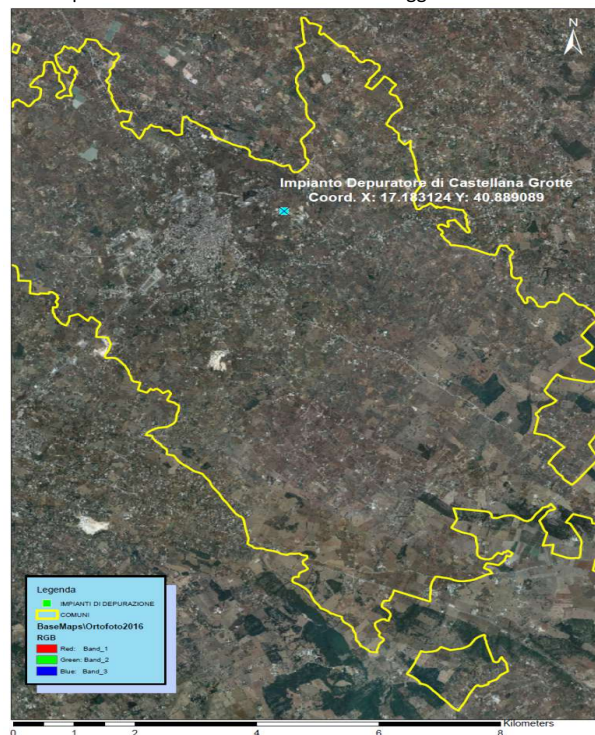 N
Impianto Depuratore di Castellana Grotte
Coord. X: 17.183124 Y: 40.889089
Legenda
IMPIANTI DI DEPURAZIONE
COMUNI
BaseMaps\Ortofoto2016
RGB
Red: Band_1
Green: Band_2
Blue: Band_3
Kilometers
0 1 2 4 6 8